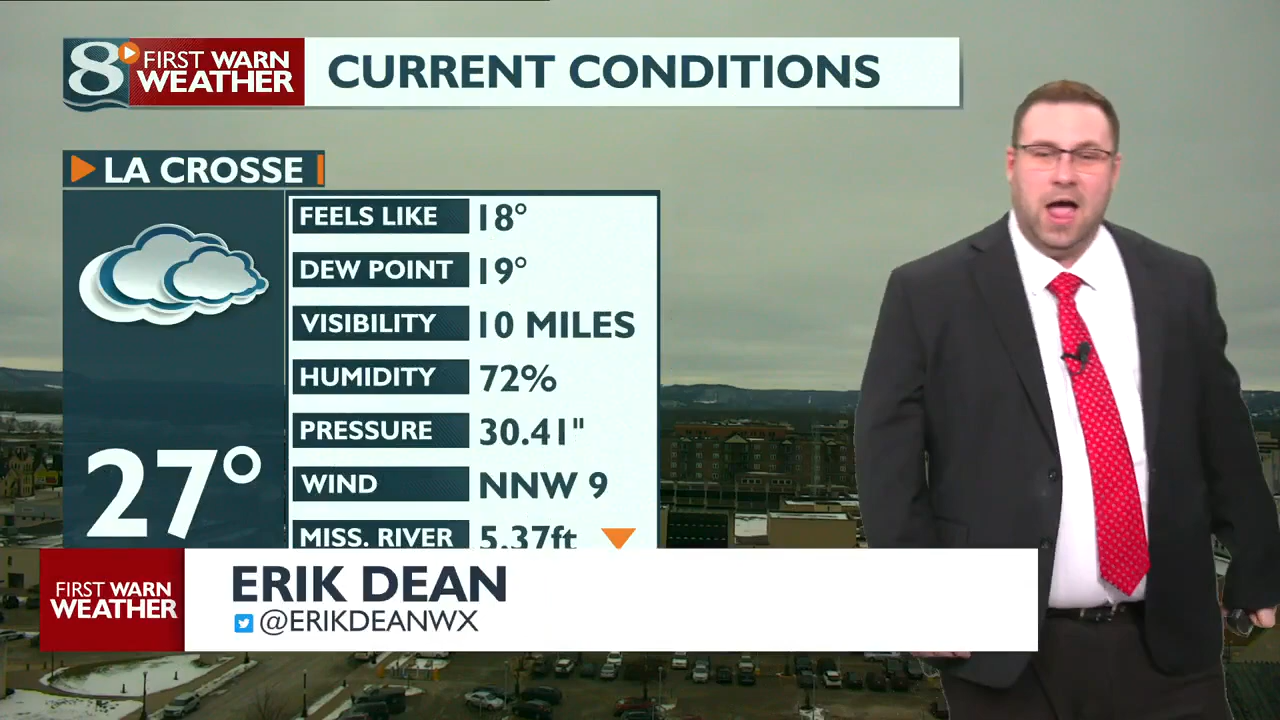 8 FIRST WARN
WEATHER
CURRENT CONDITIONS
LA CROSSE
27°
FEELS LIKE 18°
DEW POINT 19°
VISIBILITY 10 MILES
HUMIDITY 72%
PRESSURE 30.41"
WIND NNW 9
MISS. RIVER 5.37ft
FIRST WARN
WEATHER
ERIK DEAN
@ERIKDEANWX